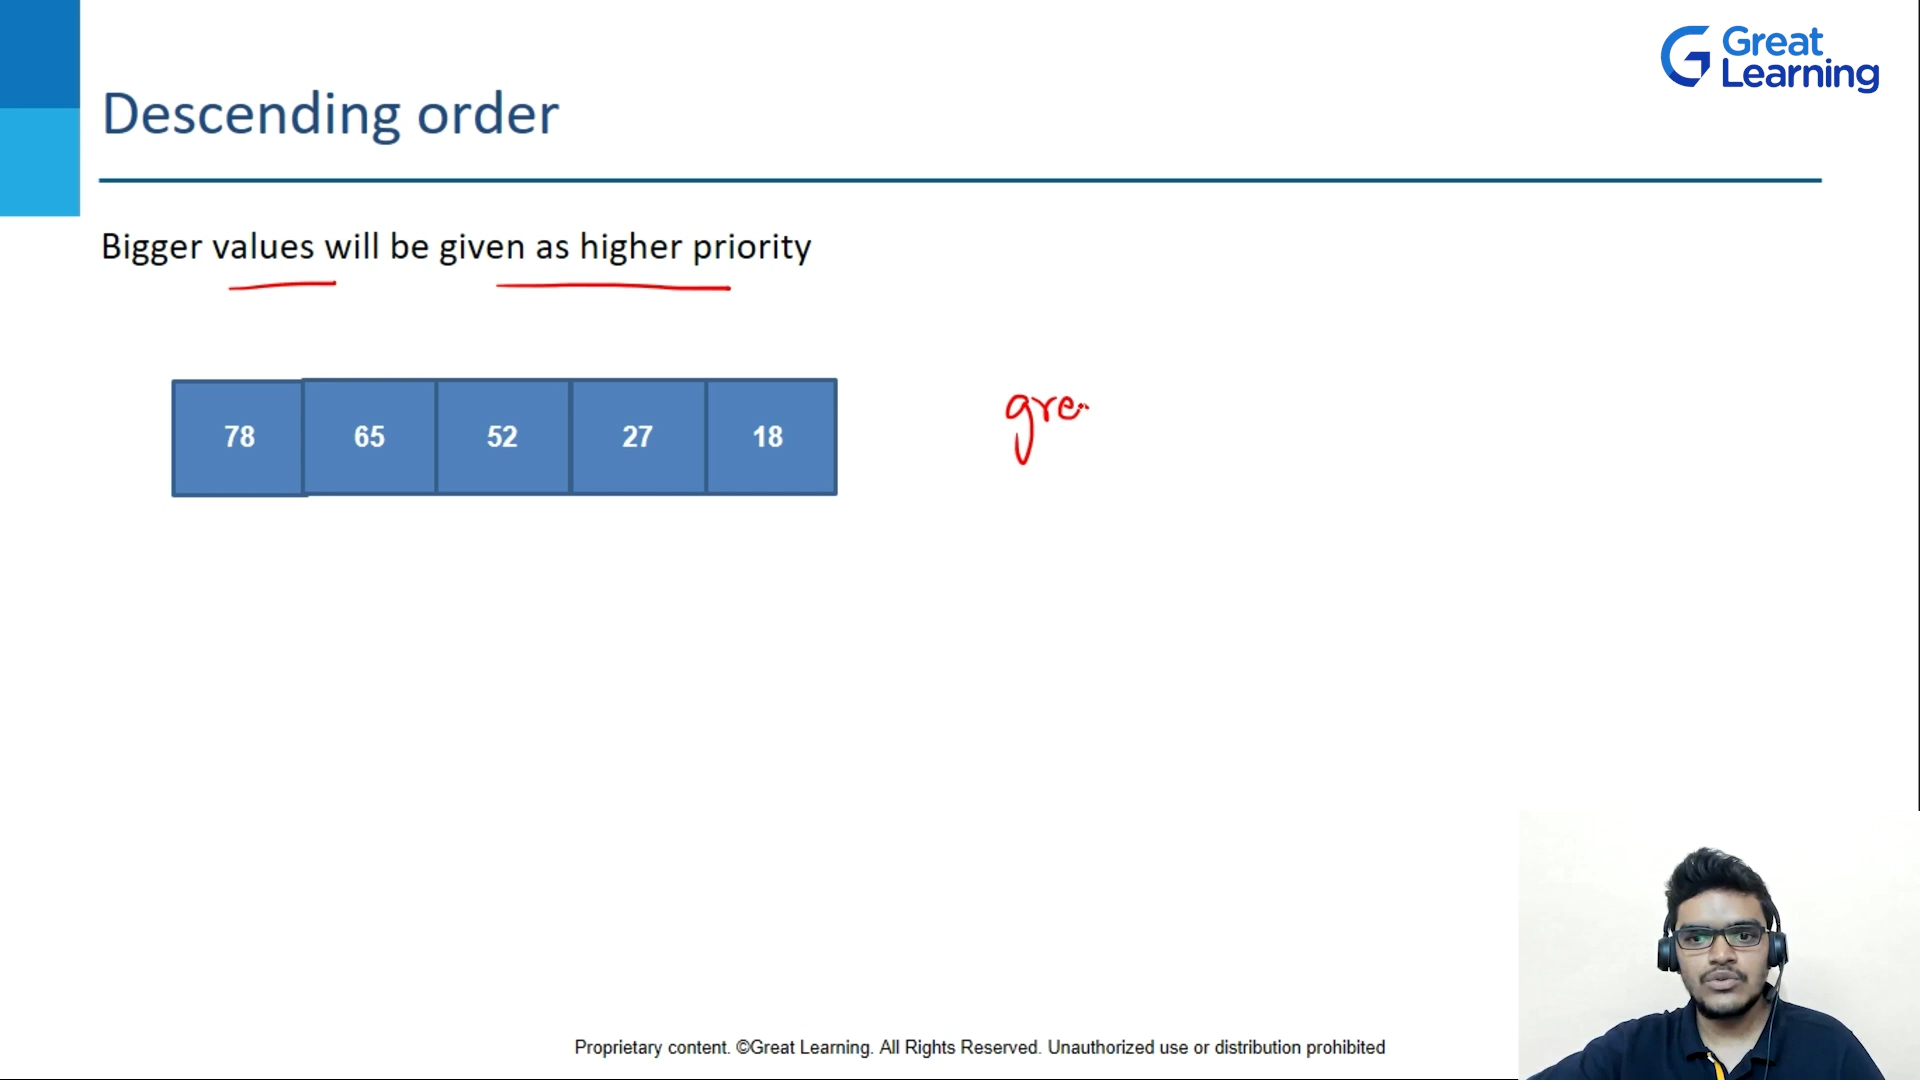 Great
Learning
Descending order
Bigger values will be given as higher priority
78 65 52 27 18
gre
Proprietary content. ©Great Learning. All Rights Reserved. Unauthorized use or distribution prohibited